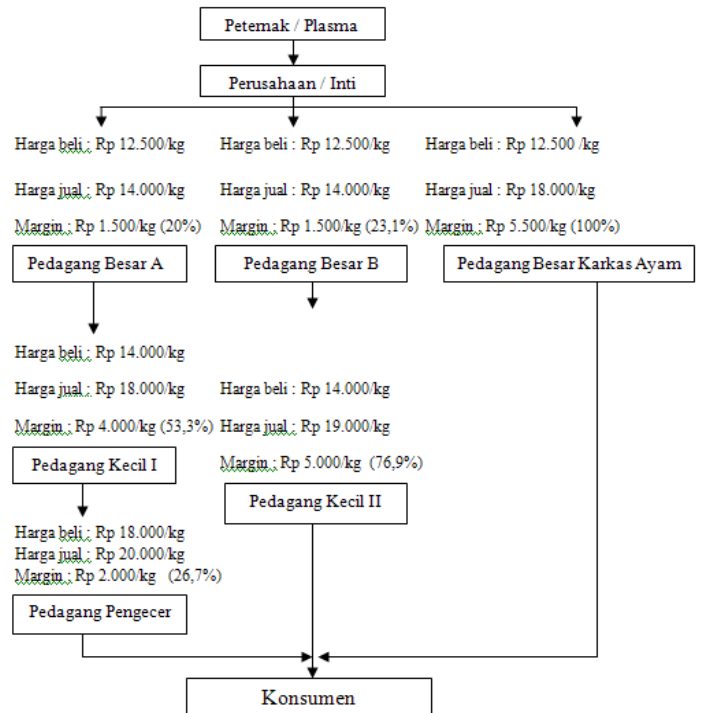 Peternak / Plasma
Perusahaan / Inti
Harga beli : Rp 12.500/kg
Harga jual : Rp 14.000/kg
Margin : Rp 1.500/kg (20%)
Pedagang Besar A
Harga beli : Rp 12.500/kg
Harga jual : Rp 14.000/kg
Margin : Rp 1.500/kg (23,1%)
Pedagang Besar B
Harga beli : Rp 12.500 /kg
Harga jual : Rp 18.000/kg
Margin : Rp 5.500/kg (100%)
Pedagang Besar Karkas Ayam
Harga beli : Rp 14.000/kg
Harga jual : Rp 18.000/kg
Margin : Rp 4.000/kg (53,3%)
Pedagang Kecil I
Harga beli : Rp 14.000/kg
Harga jual : Rp 19.000/kg
Margin : Rp 5.000/kg (76,9%)
Pedagang Kecil II
Harga beli : Rp 18.000/kg
Harga jual : Rp 20.000/kg
Margin : Rp 2.000/kg (26,7%)
Pedagang Pengecer
Konsumen